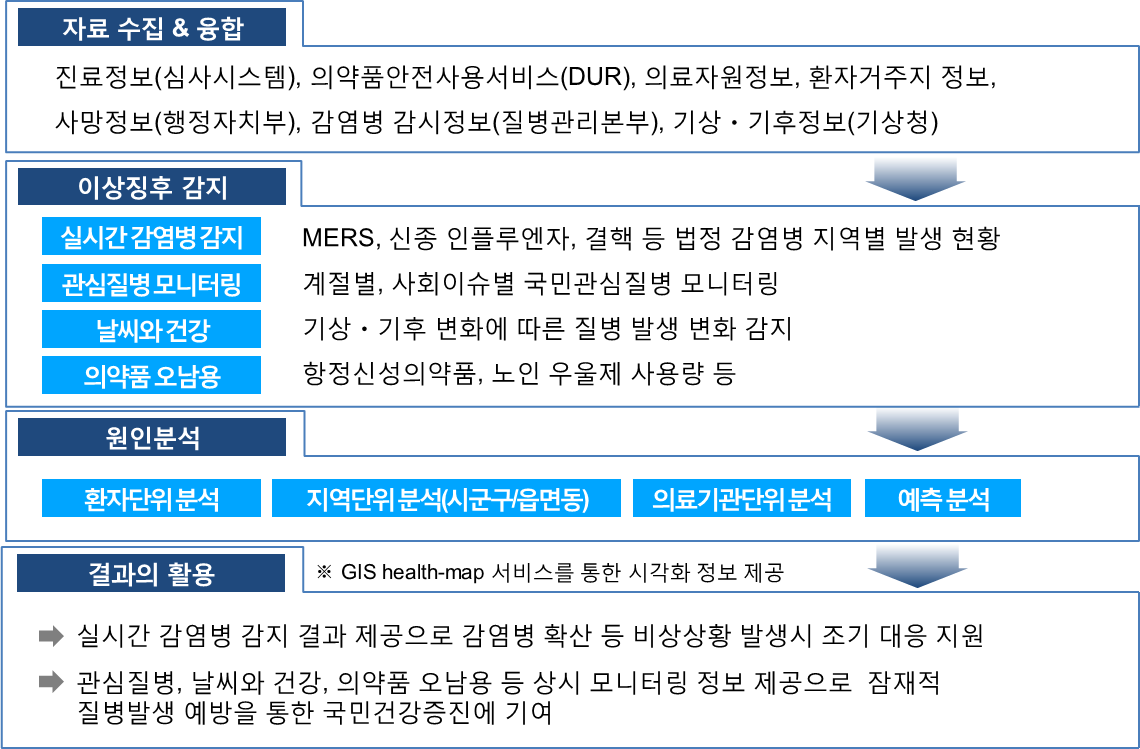 자료 수집 & 융합
진료정보(심사시스템), 의약품안전사용서비스(DUR), 의료자원정보, 환자거주지 정보,
사망정보(행정자치부), 감염병 감시정보(질병관리본부), 기상・기후정보(기상청)
이상징후 감지
실시간 감염병 감지 MERS, 신종 인플루엔자, 결핵 등 법정 감염병 지역별 발생 현황
관심질병 모니터링 계절별, 사회이슈별 국민관심질병 모니터링
날씨와 건강 기상・기후 변화에 따른 질병 발생 변화 감지
의약품 오남용 항정신성의약품, 노인 우울제 사용량 등
원인분석
환자단위 분석 지역단위 분석(시군구/읍면동) 의료기관단위 분석 예측 분석
결과의 활용 ※ GIS health-map 서비스를 통한 시각화 정보 제공
실시간 감염병 감지 결과 제공으로 감염병 확산 등 비상상황 발생시 조기 대응 지원
관심질병, 날씨와 건강, 의약품 오남용 등 상시 모니터링 정보 제공으로 잠재적
질병발생 예방을 통한 국민건강증진에 기여